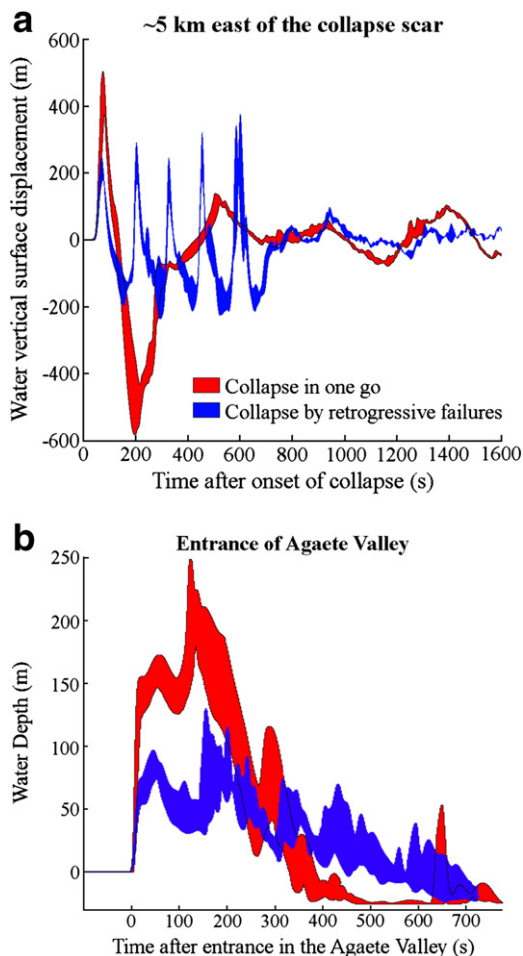 a
~5 km east of the collapse scar
600
400
200
0
-200
-400
-600
Water vertical surface displacement (m)
Collapse in one go
Collapse by retrogressive failures
0 200 400 600 800 1000 1200 1400 1600
Time after onset of collapse (s)
b
Entrance of Agaete Valley
250
200
150
100
50
0
Water Depth (m)
0 100 200 300 400 500 600 700
Time after entrance in the Agaete Valley (s)